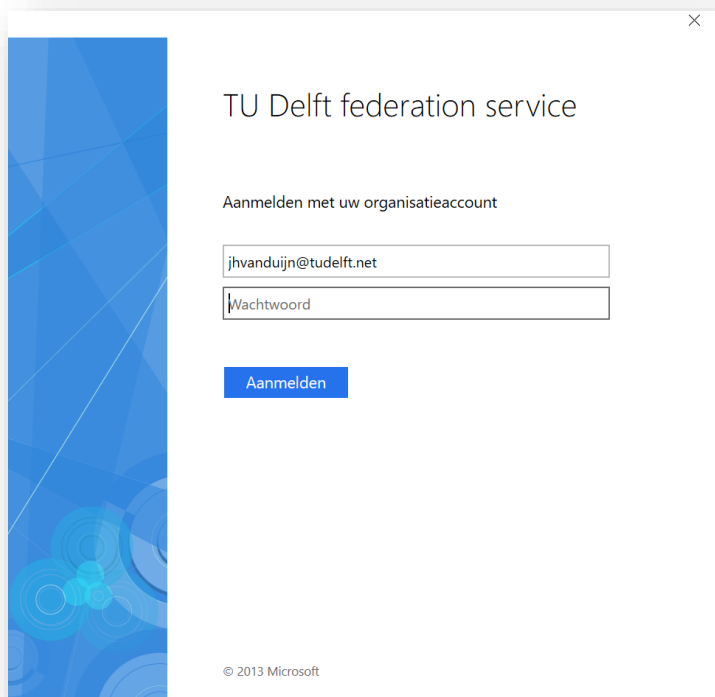 TU Delft federation service
Aanmelden met uw organisatieaccount
jhvanduijn@tudelft.net
Wachtwoord
Aanmelden
© 2013 Microsoft